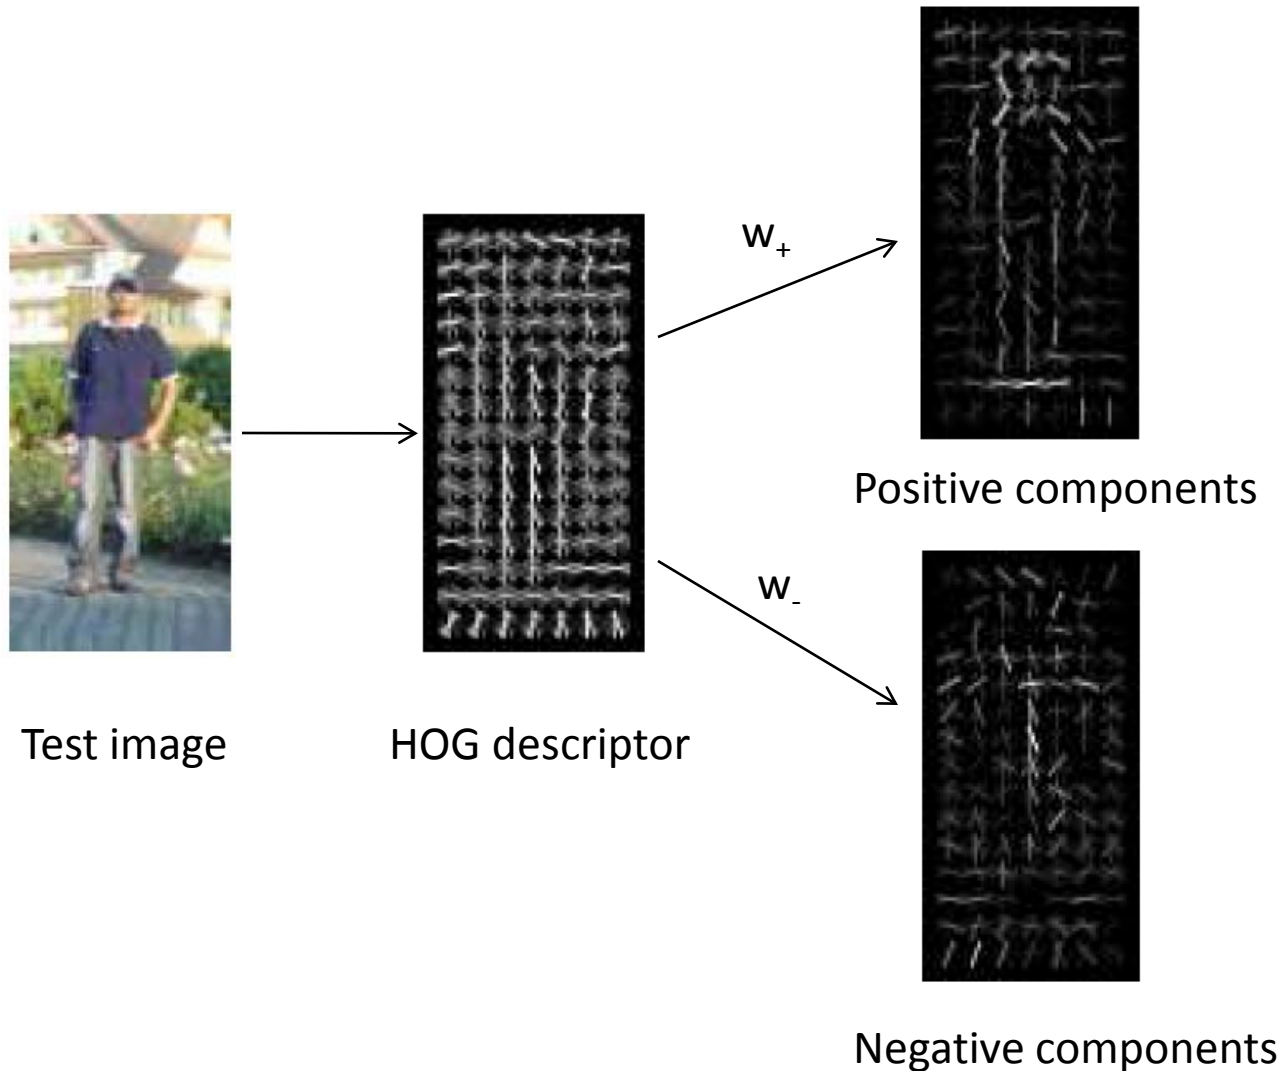 w+
Positive components
w-
Test image
HOG descriptor
Negative components